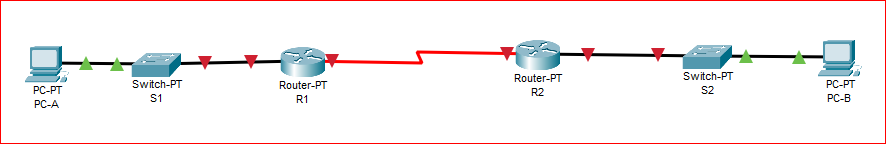 PC-PT
PC-A
Switch-PT
S1
Router-PT
R1
Router-PT
R2
Switch-PT
S2
PC-PT
PC-B